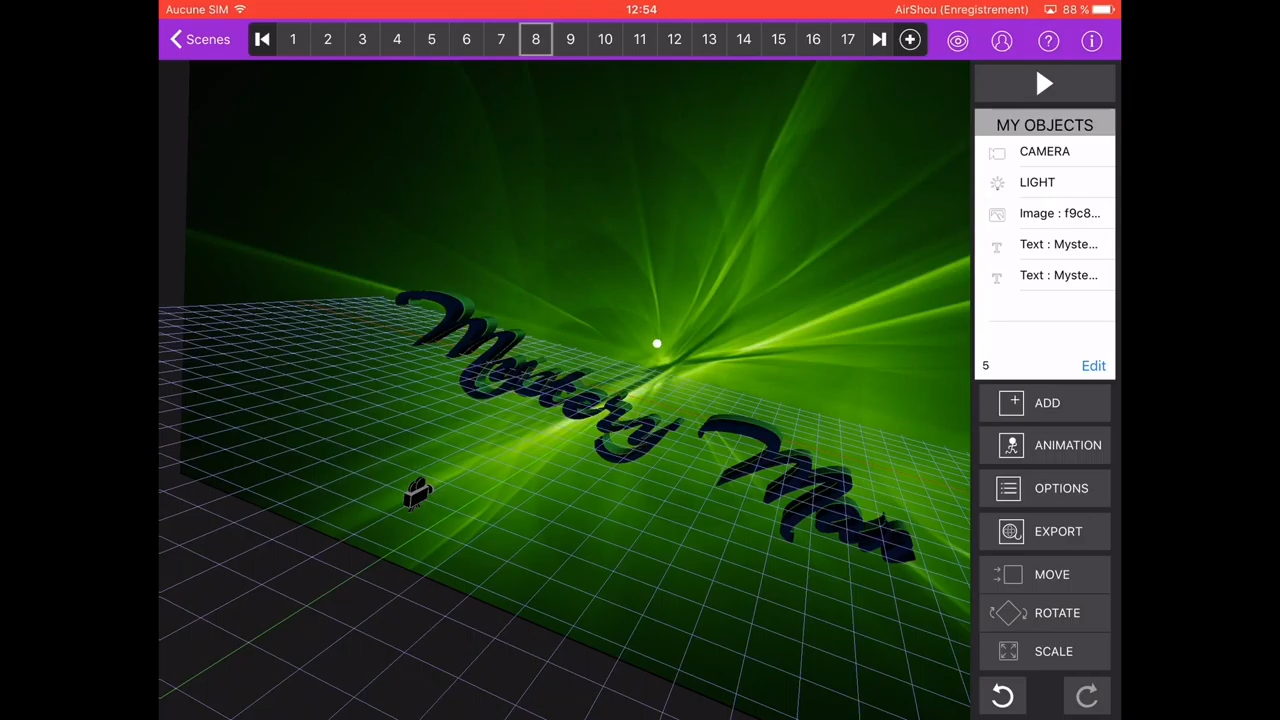 Aucune SIM 12:54 AirShou (Enregistrement) 88 %
Scenes 1 2 3 4 5 6 7 8 9 10 11 12 13 14 15 16 17
MY OBJECTS
CAMERA
LIGHT
Image : f9c8...
Text : Myste...
Text : Myste...
5 Edit
ADD
ANIMATION
OPTIONS
EXPORT
MOVE
ROTATE
SCALE
Mystery Man